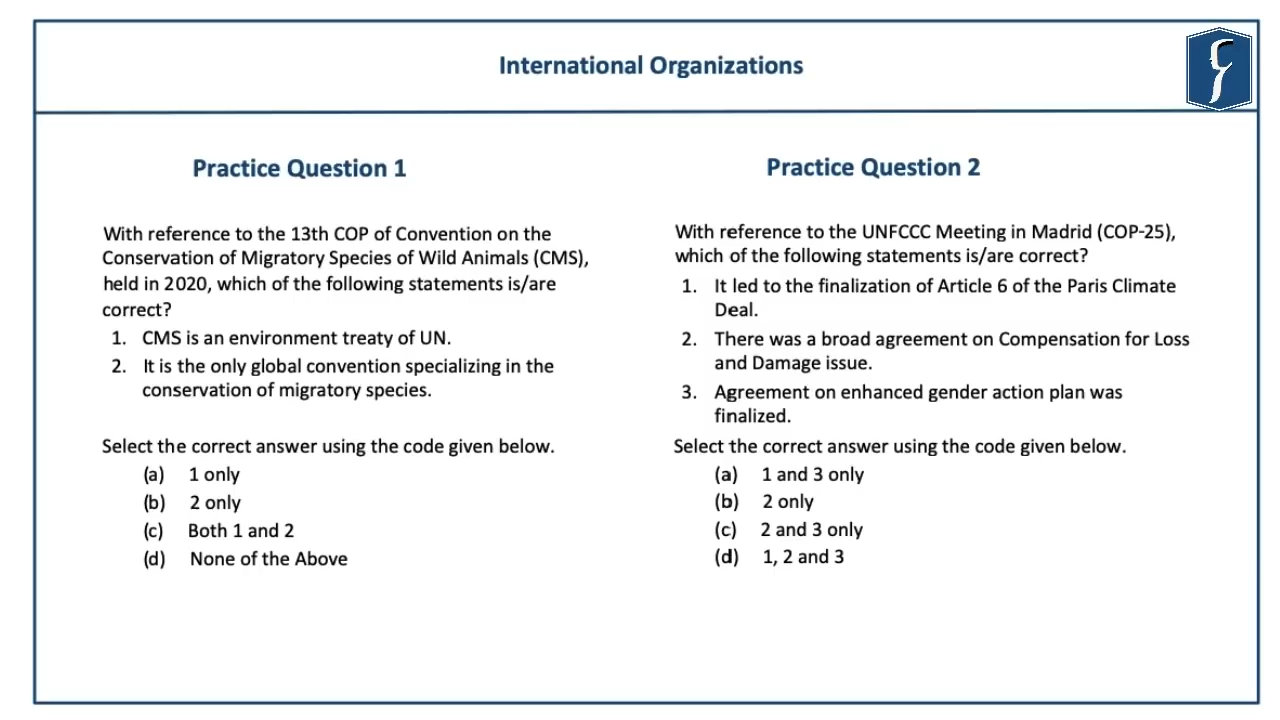 International Organizations
Practice Question 1
With reference to the 13th COP of Convention on the
Conservation of Migratory Species of Wild Animals (CMS),
held in 2020, which of the following statements is/are
correct?
1. CMS is an environment treaty of UN.
2. It is the only global convention specializing in the
conservation of migratory species.
Select the correct answer using the code given below.
(a) 1 only
(b) 2 only
(c) Both 1 and 2
(d) None of the Above
Practice Question 2
With reference to the UNFCCC Meeting in Madrid (COP-25),
which of the following statements is/are correct?
1. It led to the finalization of Article 6 of the Paris Climate
Deal.
2. There was a broad agreement on Compensation for Loss
and Damage issue.
3. Agreement on enhanced gender action plan was
finalized.
Select the correct answer using the code given below.
(a) 1 and 3 only
(b) 2 only
(c) 2 and 3 only
(d) 1, 2 and 3